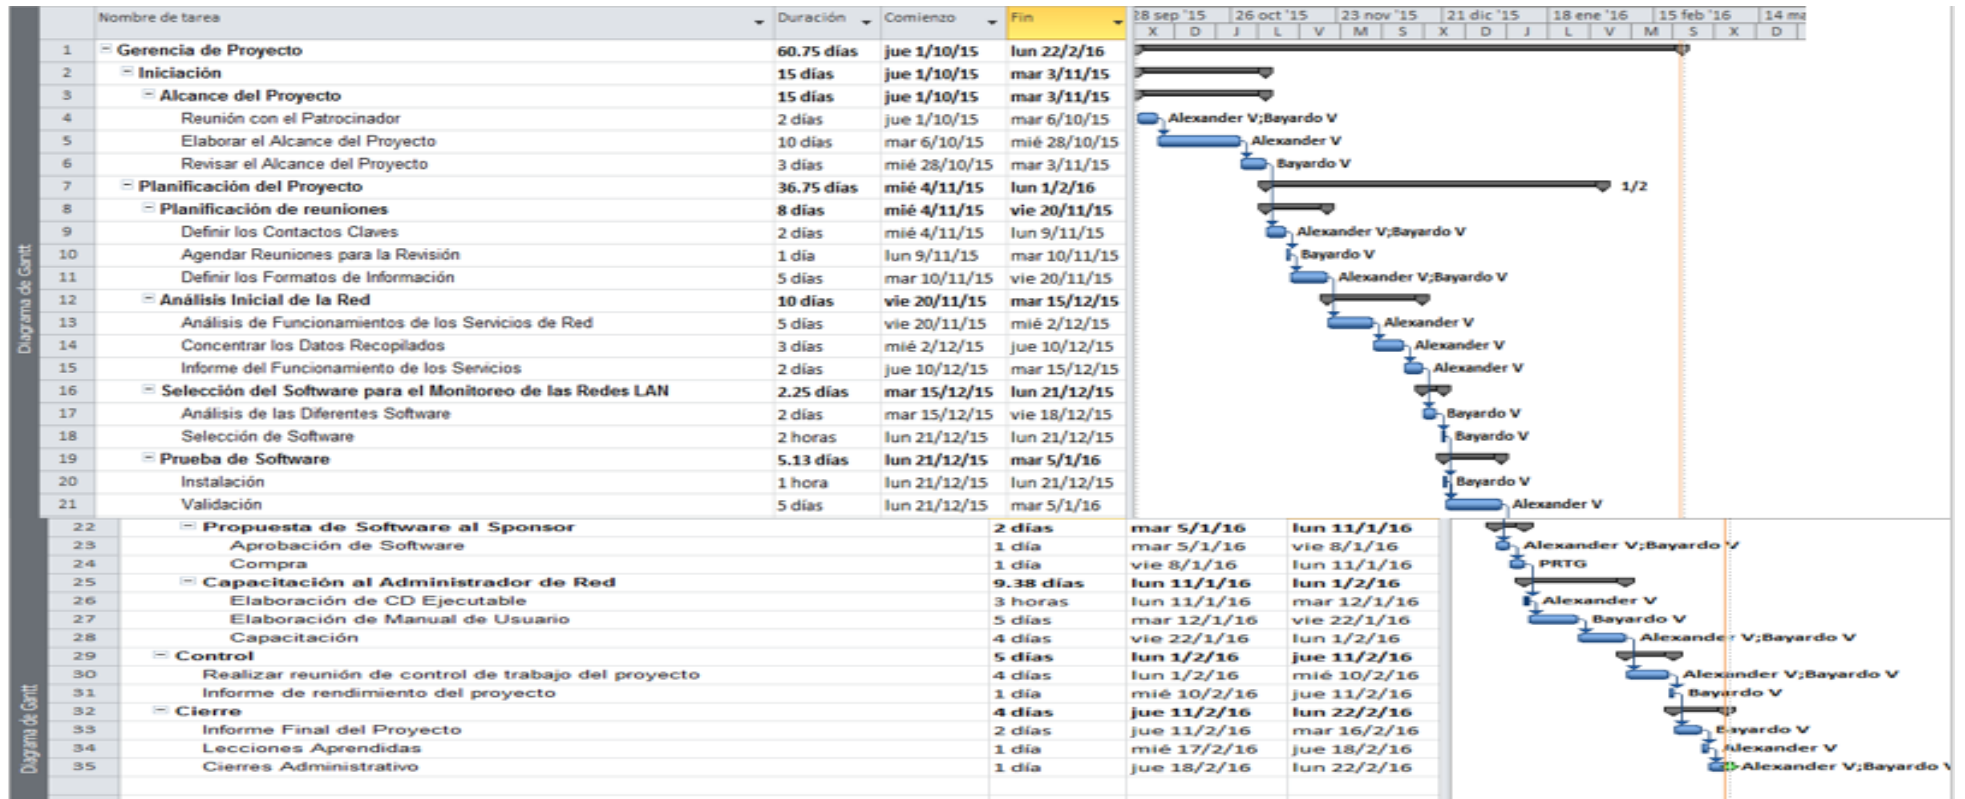 Nombre de tarea Duración Comienzo Fin 28 sep '15 26 oct '15 23 nov '15 21 dic '15 18 ene '16 15 feb '16 14 ma
X D J L V M S X D J L V M S X D
1 Gerencia de Proyecto 60.75 días jue 1/10/15 lun 22/2/16
2 Iniciación 15 días jue 1/10/15 mar 3/11/15
3 Alcance del Proyecto 15 días jue 1/10/15 mar 3/11/15
4 Reunión con el Patrocinador 2 días jue 1/10/15 mar 6/10/15 Alexander V;Bayardo V
5 Elaborar el Alcance del Proyecto 10 días mar 6/10/15 mié 28/10/15 Alexander V
6 Revisar el Alcance del Proyecto 3 días mié 28/10/15 mar 3/11/15 Bayardo V
7 Planificación del Proyecto 36.75 días mié 4/11/15 lun 1/2/16 1/2
8 Planificación de reuniones 8 días mié 4/11/15 vie 20/11/15
9 Definir los Contactos Claves 2 días mié 4/11/15 lun 9/11/15 Alexander V;Bayardo V
10 Agendar Reuniones para la Revisión 1 día lun 9/11/15 mar 10/11/15 Bayardo V
11 Definir los Formatos de Información 5 días mar 10/11/15 vie 20/11/15 Alexander V;Bayardo V
12 Análisis Inicial de la Red 10 días vie 20/11/15 mar 15/12/15
13 Análisis de Funcionamientos de los Servicios de Red 5 días vie 20/11/15 mié 2/12/15 Alexander V
14 Concentrar los Datos Recopilados 3 días mié 2/12/15 jue 10/12/15 Alexander V
15 Informe del Funcionamiento de los Servicios 2 días jue 10/12/15 mar 15/12/15 Alexander V
16 Selección del Software para el Monitoreo de las Redes LAN 2.25 días mar 15/12/15 lun 21/12/15
17 Análisis de las Diferentes Software 2 días mar 15/12/15 vie 18/12/15 Bayardo V
18 Selección de Software 2 horas lun 21/12/15 lun 21/12/15 Bayardo V
19 Prueba de Software 5.13 días lun 21/12/15 mar 5/1/16
20 Instalación 1 hora lun 21/12/15 lun 21/12/15 Bayardo V
21 Validación 5 días lun 21/12/15 mar 5/1/16 Alexander V
Diagrama de Gantt
22 Propuesta de Software al Sponsor 2 días mar 5/1/16 lun 11/1/16
23 Aprobación de Software 1 día mar 5/1/16 vie 8/1/16 Alexander V;Bayardo V
24 Compra 1 día vie 8/1/16 lun 11/1/16 PRTG
25 Capacitación al Administrador de Red 9.38 días lun 11/1/16 lun 1/2/16
26 Elaboración de CD Ejecutable 3 horas lun 11/1/16 mar 12/1/16 Alexander V
27 Elaboración de Manual de Usuario 5 días mar 12/1/16 vie 22/1/16 Bayardo V
28 Capacitación 4 días vie 22/1/16 lun 1/2/16 Alexander V;Bayardo V
29 Control 5 días lun 1/2/16 jue 11/2/16
30 Realizar reunión de control de trabajo del proyecto 4 días lun 1/2/16 mié 10/2/16 Alexander V;Bayardo V
31 Informe de rendimiento del proyecto 1 día mié 10/2/16 jue 11/2/16 Bayardo V
32 Cierre 4 días jue 11/2/16 lun 22/2/16
33 Informe Final del Proyecto 2 días jue 11/2/16 mar 16/2/16 Bayardo V
34 Lecciones Aprendidas 1 día mié 17/2/16 jue 18/2/16 Alexander V
35 Cierres Administrativo 1 día jue 18/2/16 lun 22/2/16 Alexander V;Bayardo V
Diagrama de Gantt